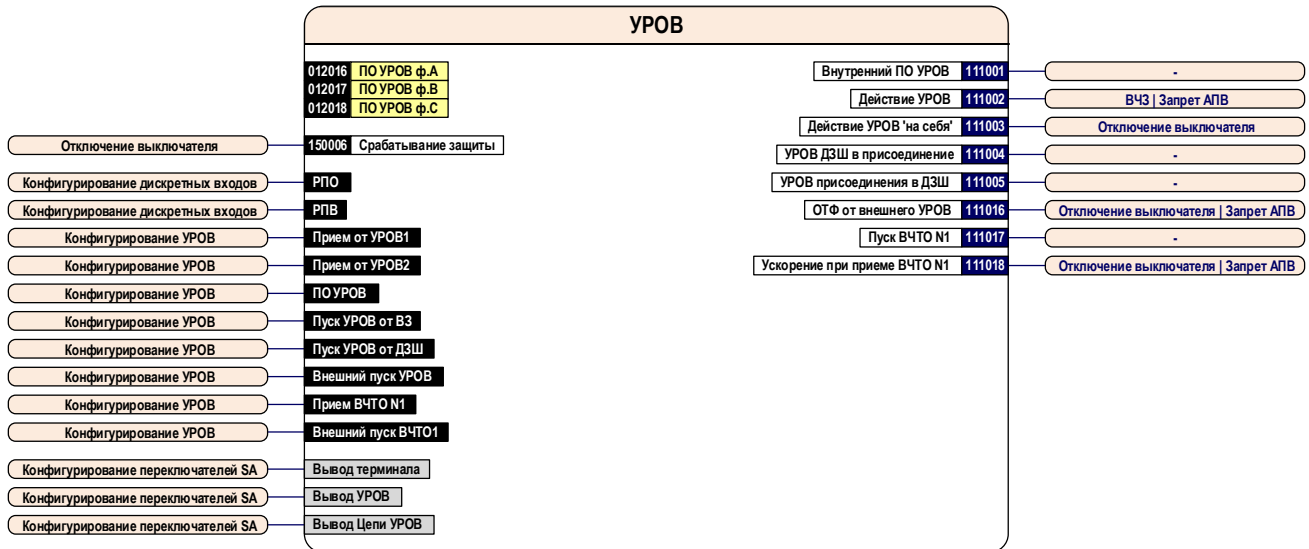 УРОВ
012016 ПО УРОВ ф.А
012017 ПО УРОВ ф.В
012018 ПО УРОВ ф.С
Отключение выключателя 150006 Срабатывание защиты
Конфигурирование дискретных входов РПО
Конфигурирование дискретных входов РПВ
Конфигурирование УРОВ Прием от УРОВ1
Конфигурирование УРОВ Прием от УРОВ2
Конфигурирование УРОВ ПО УРОВ
Конфигурирование УРОВ Пуск УРОВ от ВЗ
Конфигурирование УРОВ Пуск УРОВ от ДЗШ
Конфигурирование УРОВ Внешний пуск УРОВ
Конфигурирование УРОВ Прием ВЧТО N1
Конфигурирование УРОВ Внешний пуск ВЧТО1
Конфигурирование переключателей SA Вывод терминала
Конфигурирование переключателей SA Вывод УРОВ
Конфигурирование переключателей SA Вывод Цепи УРОВ
Внутренний ПО УРОВ 111001 -
Действие УРОВ 111002 ВЧЗ | Запрет АПВ
Действие УРОВ 'на себя' 111003 Отключение выключателя
УРОВ ДЗШ в присоединение 111004 -
УРОВ присоединения в ДЗШ 111005 -
ОТФ от внешнего УРОВ 111016 Отключение выключателя | Запрет АПВ
Пуск ВЧТО N1 111017 -
Ускорение при приеме ВЧТО N1 111018 Отключение выключателя | Запрет АПВ